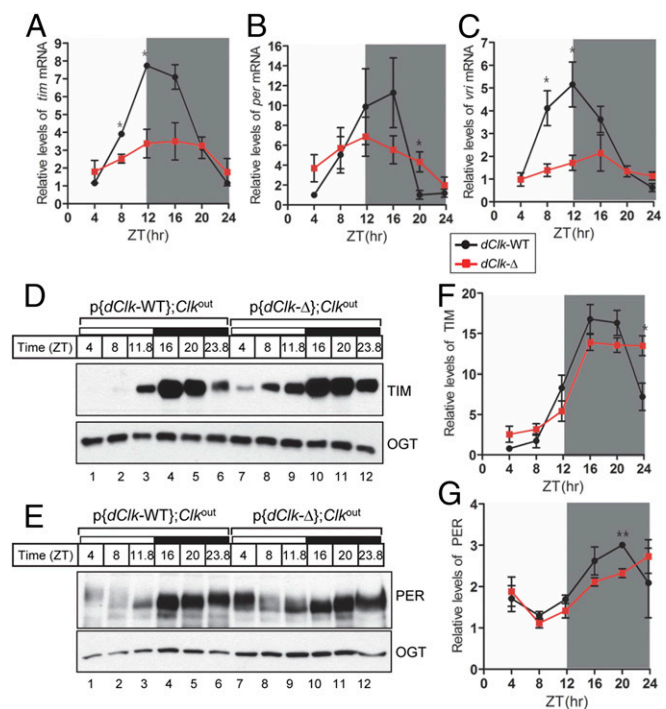 A
Relative levels of tim mRNA
9
8
7
6
5
4
3
2
1
0
*
*
0 4 8 12 16 20 24
ZT(hr)
B
Relative levels of per mRNA
16
14
12
10
8
6
4
2
0
*
0 4 8 12 16 20 24
ZT(hr)
C
Relative levels of vri mRNA
7
6
5
4
3
2
1
0
*
*
0 4 8 12 16 20 24
ZT(hr)
dClk-WT
dClk-Δ
D
p{dClk-WT};Clkout p{dClk-Δ};Clkout
Time (ZT) 4 8 11.8 16 20 23.8 4 8 11.8 16 20 23.8
TIM
OGT
1 2 3 4 5 6 7 8 9 10 11 12
E
p{dClk-WT};Clkout p{dClk-Δ};Clkout
Time (ZT) 4 8 11.8 16 20 23.8 4 8 11.8 16 20 23.8
PER
OGT
1 2 3 4 5 6 7 8 9 10 11 12
F
Relative levels of TIM
20
15
10
5
0
*
0 4 8 12 16 20 24
ZT(hr)
G
Relative levels of PER
4
3
2
1
0
**
0 4 8 12 16 20 24
ZT(hr)